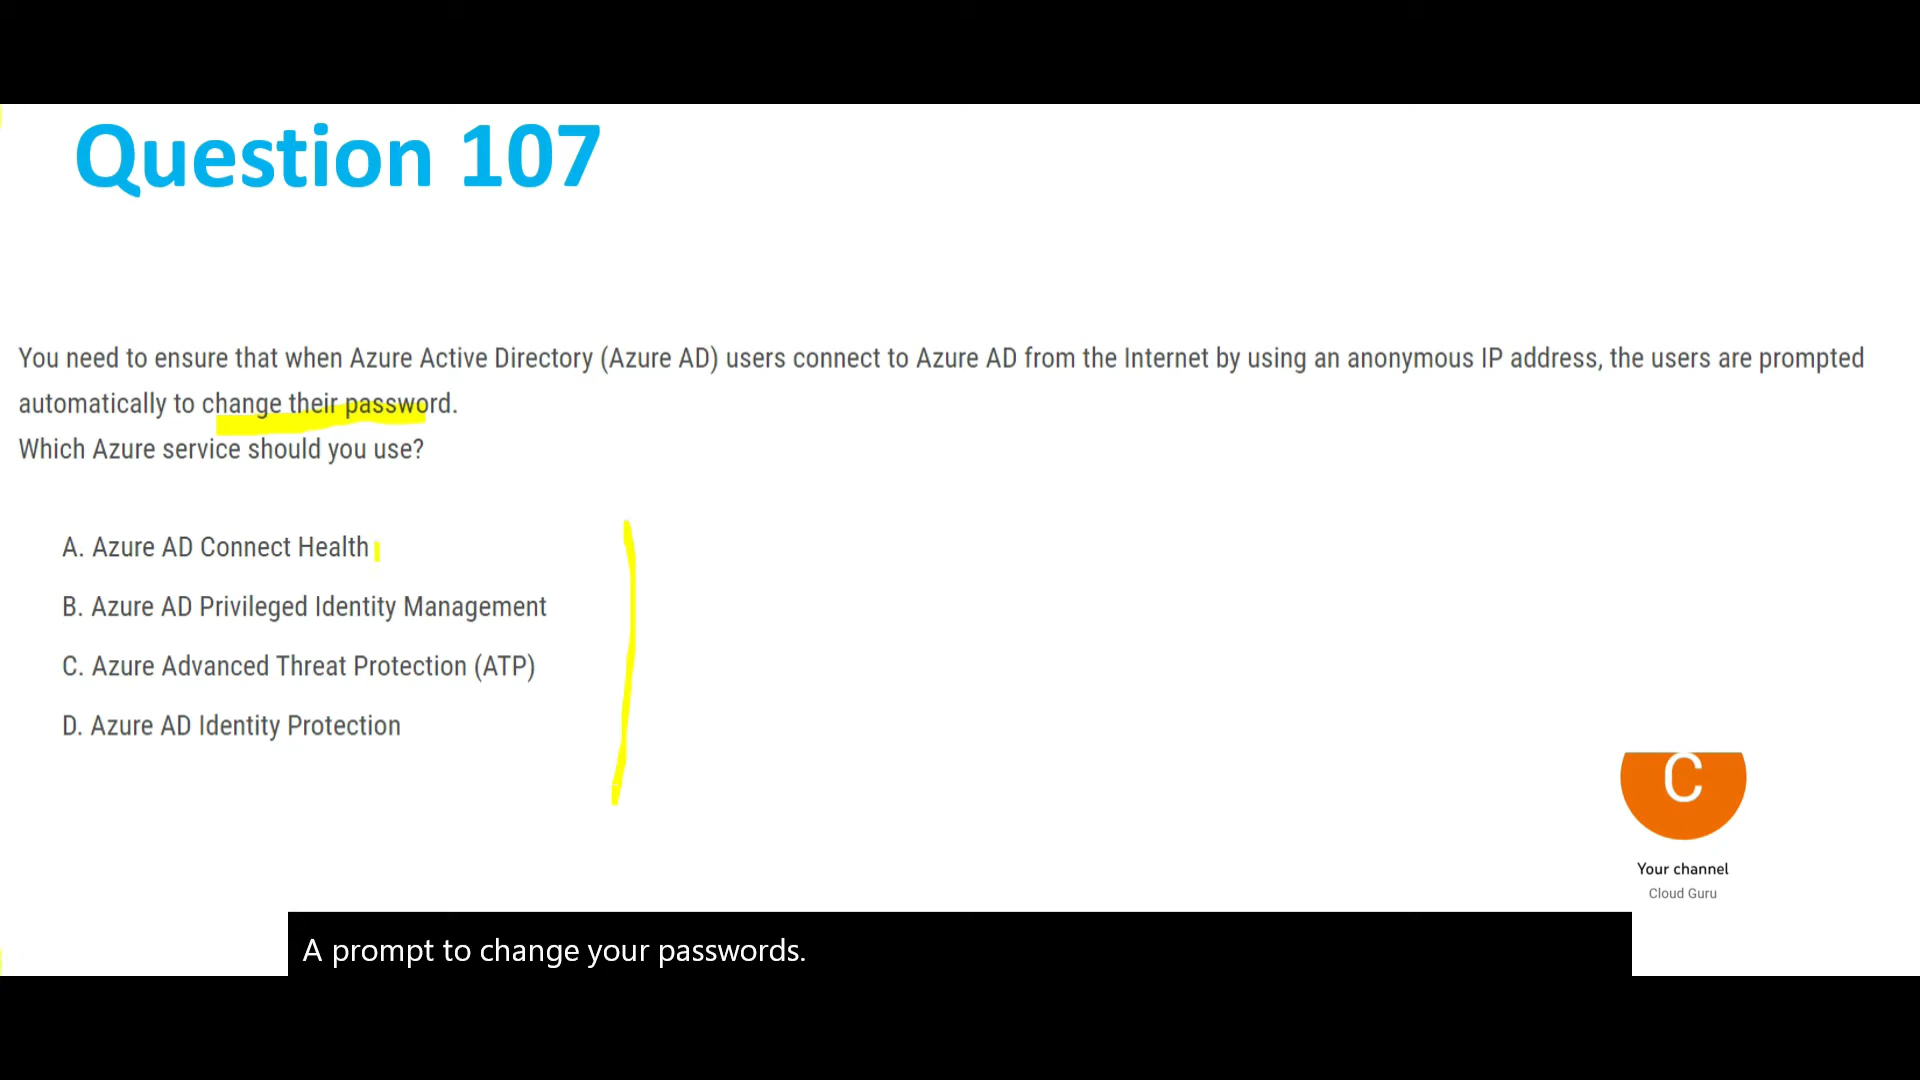 Question 107
You need to ensure that when Azure Active Directory (Azure AD) users connect to Azure AD from the Internet by using an anonymous IP address, the users are prompted
automatically to change their password.
Which Azure service should you use?
A. Azure AD Connect Health
B. Azure AD Privileged Identity Management
C. Azure Advanced Threat Protection (ATP)
D. Azure AD Identity Protection
C
Your channel
Cloud Guru
A prompt to change your passwords.